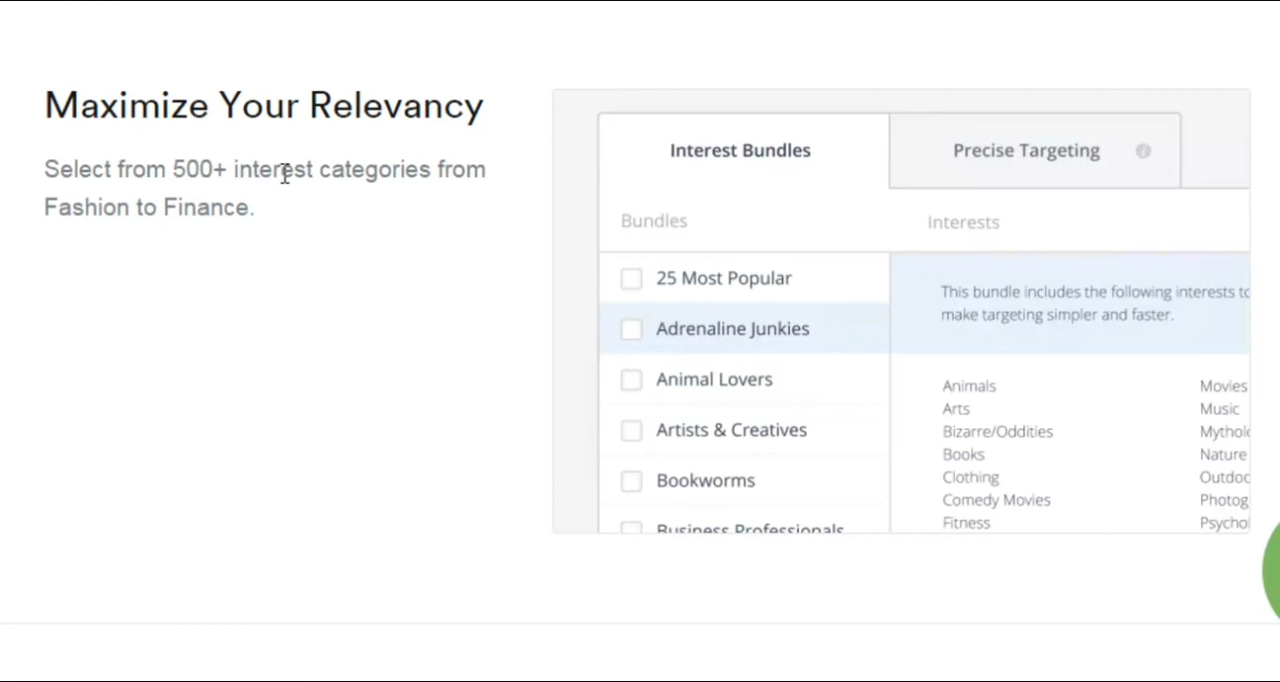 Maximize Your Relevancy
Select from 500+ interest categories from
Fashion to Finance.
Interest Bundles
Precise Targeting
Bundles
Interests
25 Most Popular
Adrenaline Junkies
Animal Lovers
Artists & Creatives
Bookworms
Business Professionals
This bundle includes the following interests to
make targeting simpler and faster.
Animals
Arts
Bizarre/Oddities
Books
Clothing
Comedy Movies
Fitness
Movies
Music
Mythol
Nature
Outdoo
Photog
Psychol